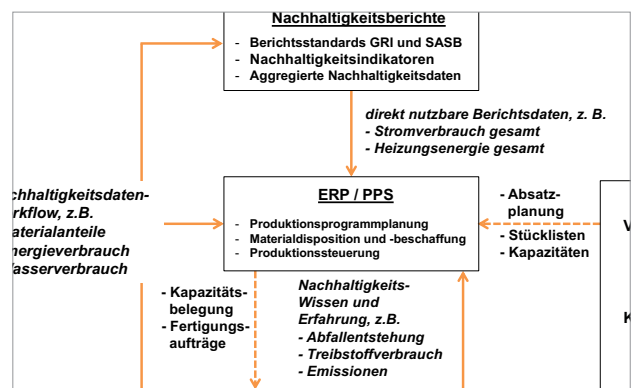 Nachhaltigkeitsberichte
- Berichtsstandards GRI und SASB
- Nachhaltigkeitsindikatoren
- Aggregierte Nachhaltigkeitsdaten
direkt nutzbare Berichtsdaten, z. B.
- Stromverbrauch gesamt
- Heizungsenergie gesamt
chhaltigkeitsdaten-
rkflow, z.B.
aterialanteile
nergieverbrauch
asserverbrauch
ERP / PPS
- Produktionsprogrammplanung
- Materialdisposition und -beschaffung
- Produktionssteuerung
- Absatz-
planung
- Stücklisten
- Kapazitäten
V
K
- Kapazitäts-
belegung
- Fertigungs-
aufträge
Nachhaltigkeits-
Wissen und
Erfahrung, z.B.
- Abfallentstehung
- Treibstoffverbrauch
- Emissionen